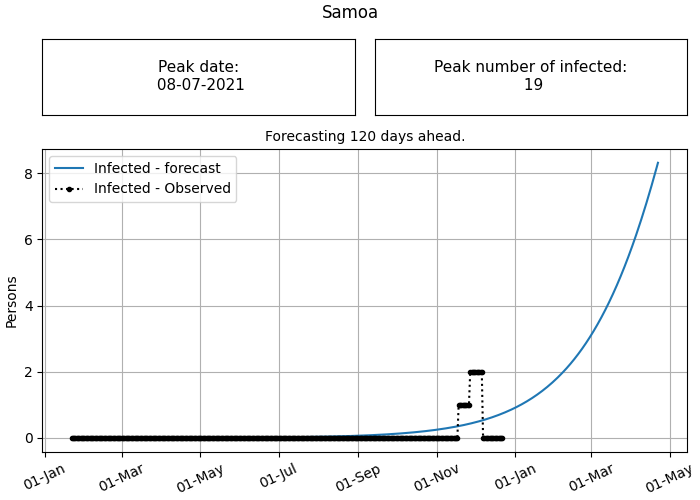 Samoa
Peak date:
08-07-2021
Peak number of infected:
19
Forecasting 120 days ahead.
Infected - forecast
Infected - Observed
Persons
8
6
4
2
0
01-Jan
01-Mar
01-May
01-Jul
01-Sep
01-Nov
01-Jan
01-Mar
01-May